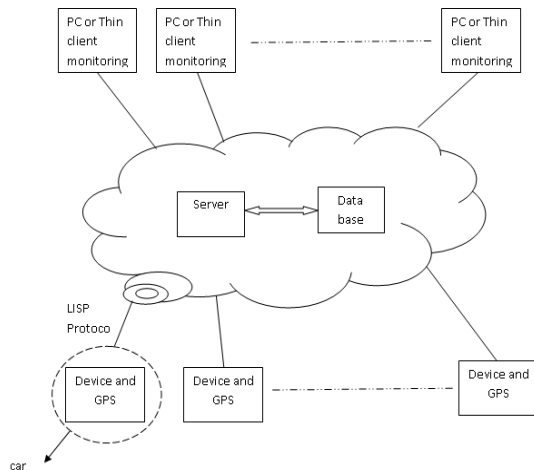 PC or Thin
client
monitoring
PC or Thin
client
monitoring
PC or Thin
client
monitoring
Server
Data
base
LISP
Protoco
Device and
GPS
Device and
GPS
Device and
GPS
car